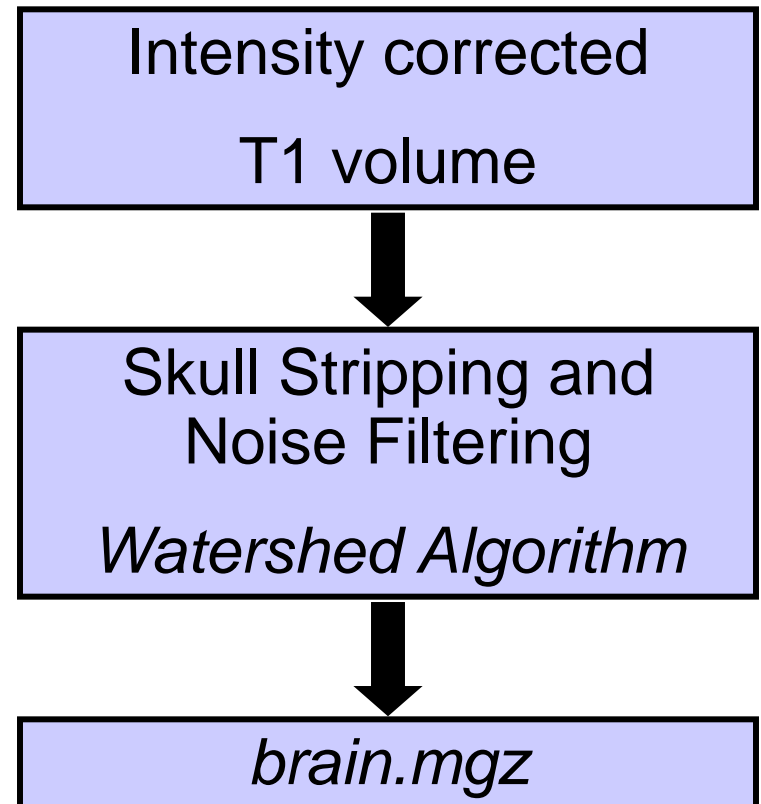 Intensity corrected
T1 volume
Skull Stripping and
Noise Filtering
Watershed Algorithm
brain.mgz